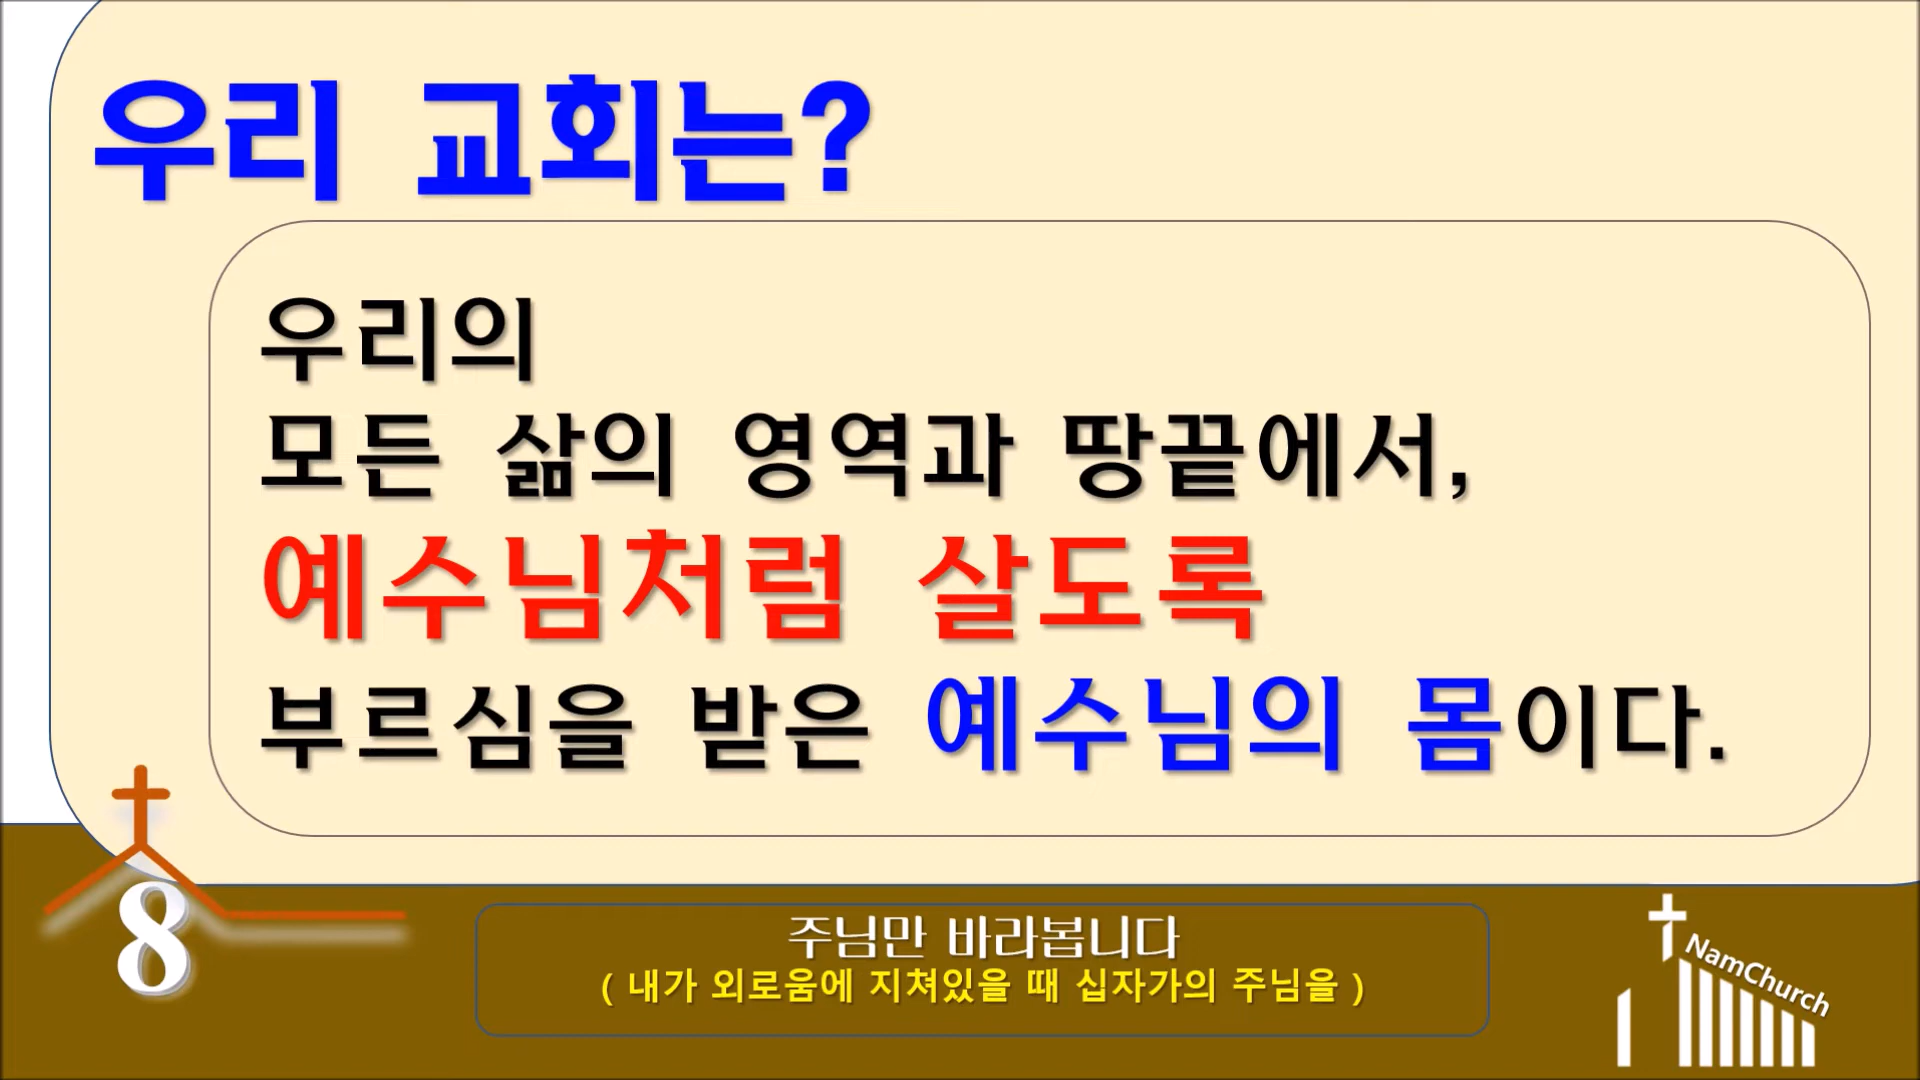 우리 교회는?
우리의
모든 삶의 영역과 땅끝에서,
예수님처럼 살도록
부르심을 받은 예수님의 몸이다.
8
주님만 바라봅니다
( 내가 외로움에 지쳐있을 때 십자가의 주님을 )
NamChurch